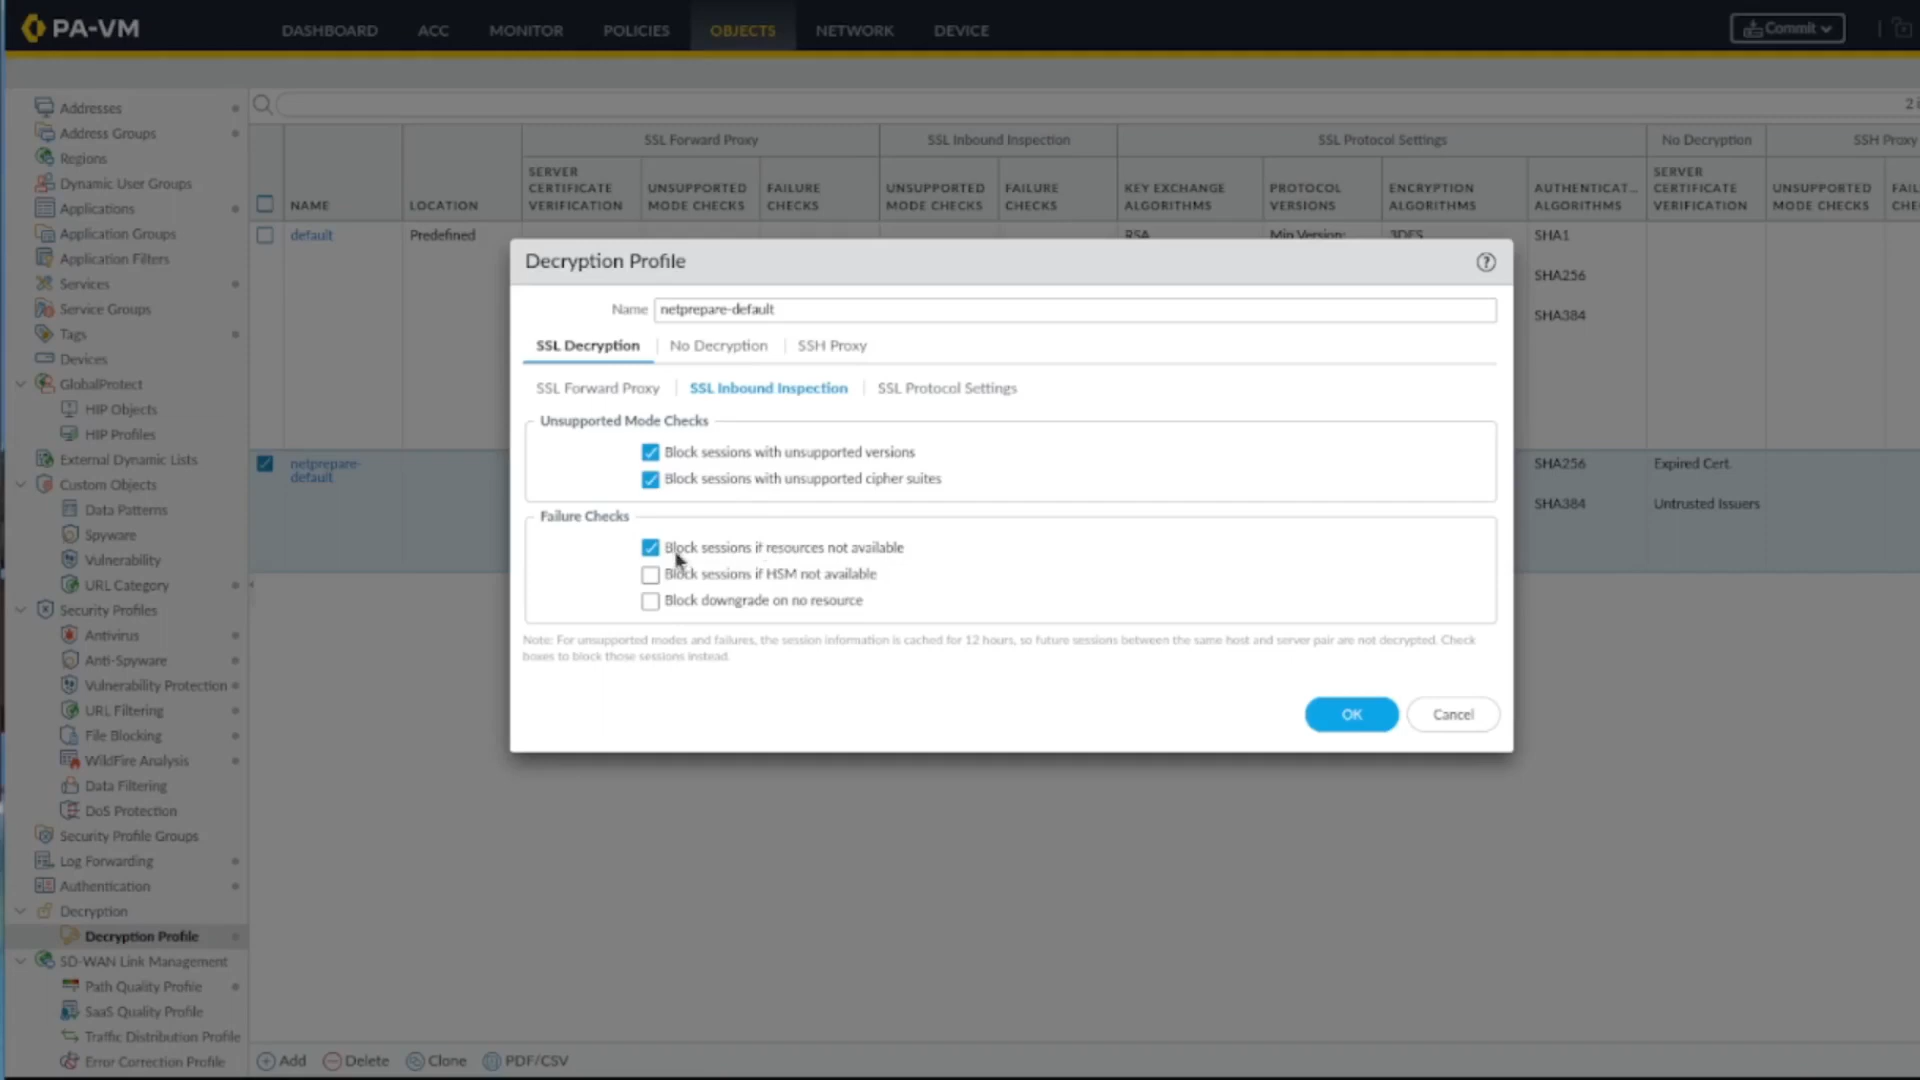 PA-VM
DASHBOARD ACC MONITOR POLICIES OBJECTS NETWORK DEVICE Commit
Addresses
Address Groups
Regions
Dynamic User Groups
Applications
Application Groups
Application Filters
Services
Service Groups
Tags
Devices
GlobalProtect
HIP Objects
HIP Profiles
External Dynamic Lists
Custom Objects
Data Patterns
Spyware
Vulnerability
URL Category
Security Profiles
Antivirus
Anti-Spyware
Vulnerability Protection
URL Filtering
File Blocking
WildFire Analysis
Data Filtering
DoS Protection
Security Profile Groups
Log Forwarding
Authentication
Decryption
Decryption Profile
SD-WAN Link Management
Path Quality Profile
SaaS Quality Profile
Traffic Distribution Profile
Error Correction Profile
2
SSL Forward Proxy SSL Inbound Inspection SSL Protocol Settings No Decryption SSH Proxy
NAME
LOCATION
SERVER
CERTIFICATE
VERIFICATION
UNSUPPORTED
MODE CHECKS
FAILURE
CHECKS
UNSUPPORTED
MODE CHECKS
FAILURE
CHECKS
KEY EXCHANGE
ALGORITHMS
PROTOCOL
VERSIONS
ENCRYPTION
ALGORITHMS
AUTHENTICAT...
ALGORITHMS
SERVER
CERTIFICATE
VERIFICATION
UNSUPPORTED
MODE CHECKS
FAIL
CHE
default Predefined RSA Min Version: 3DES SHA1
SHA256
SHA384
netprepare-
default
SHA256 Expired Cert.
SHA384 Untrusted Issuers
Decryption Profile
Name netprepare-default
SSL Decryption No Decryption SSH Proxy
SSL Forward Proxy SSL Inbound Inspection SSL Protocol Settings
Unsupported Mode Checks
Block sessions with unsupported versions
Block sessions with unsupported cipher suites
Failure Checks
Block sessions if resources not available
Block sessions if HSM not available
Block downgrade on no resource
Note: For unsupported modes and failures, the session information is cached for 12 hours, so future sessions between the same host and server pair are not decrypted. Check
boxes to block those sessions instead.
OK Cancel
Add Delete Clone PDF/CSV